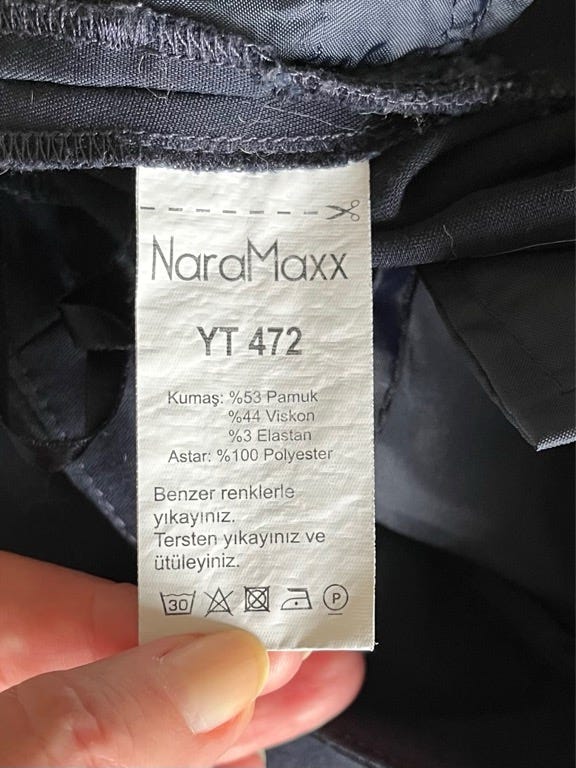 NaraMaxx
YT 472
Kumaş: %53 Pamuk
%44 Viskon
%3 Elastan
Astar: %100 Polyester
Benzer renklerle
yıkayınız.
Tersten yıkayınız ve
ütüleyiniz.
30 P